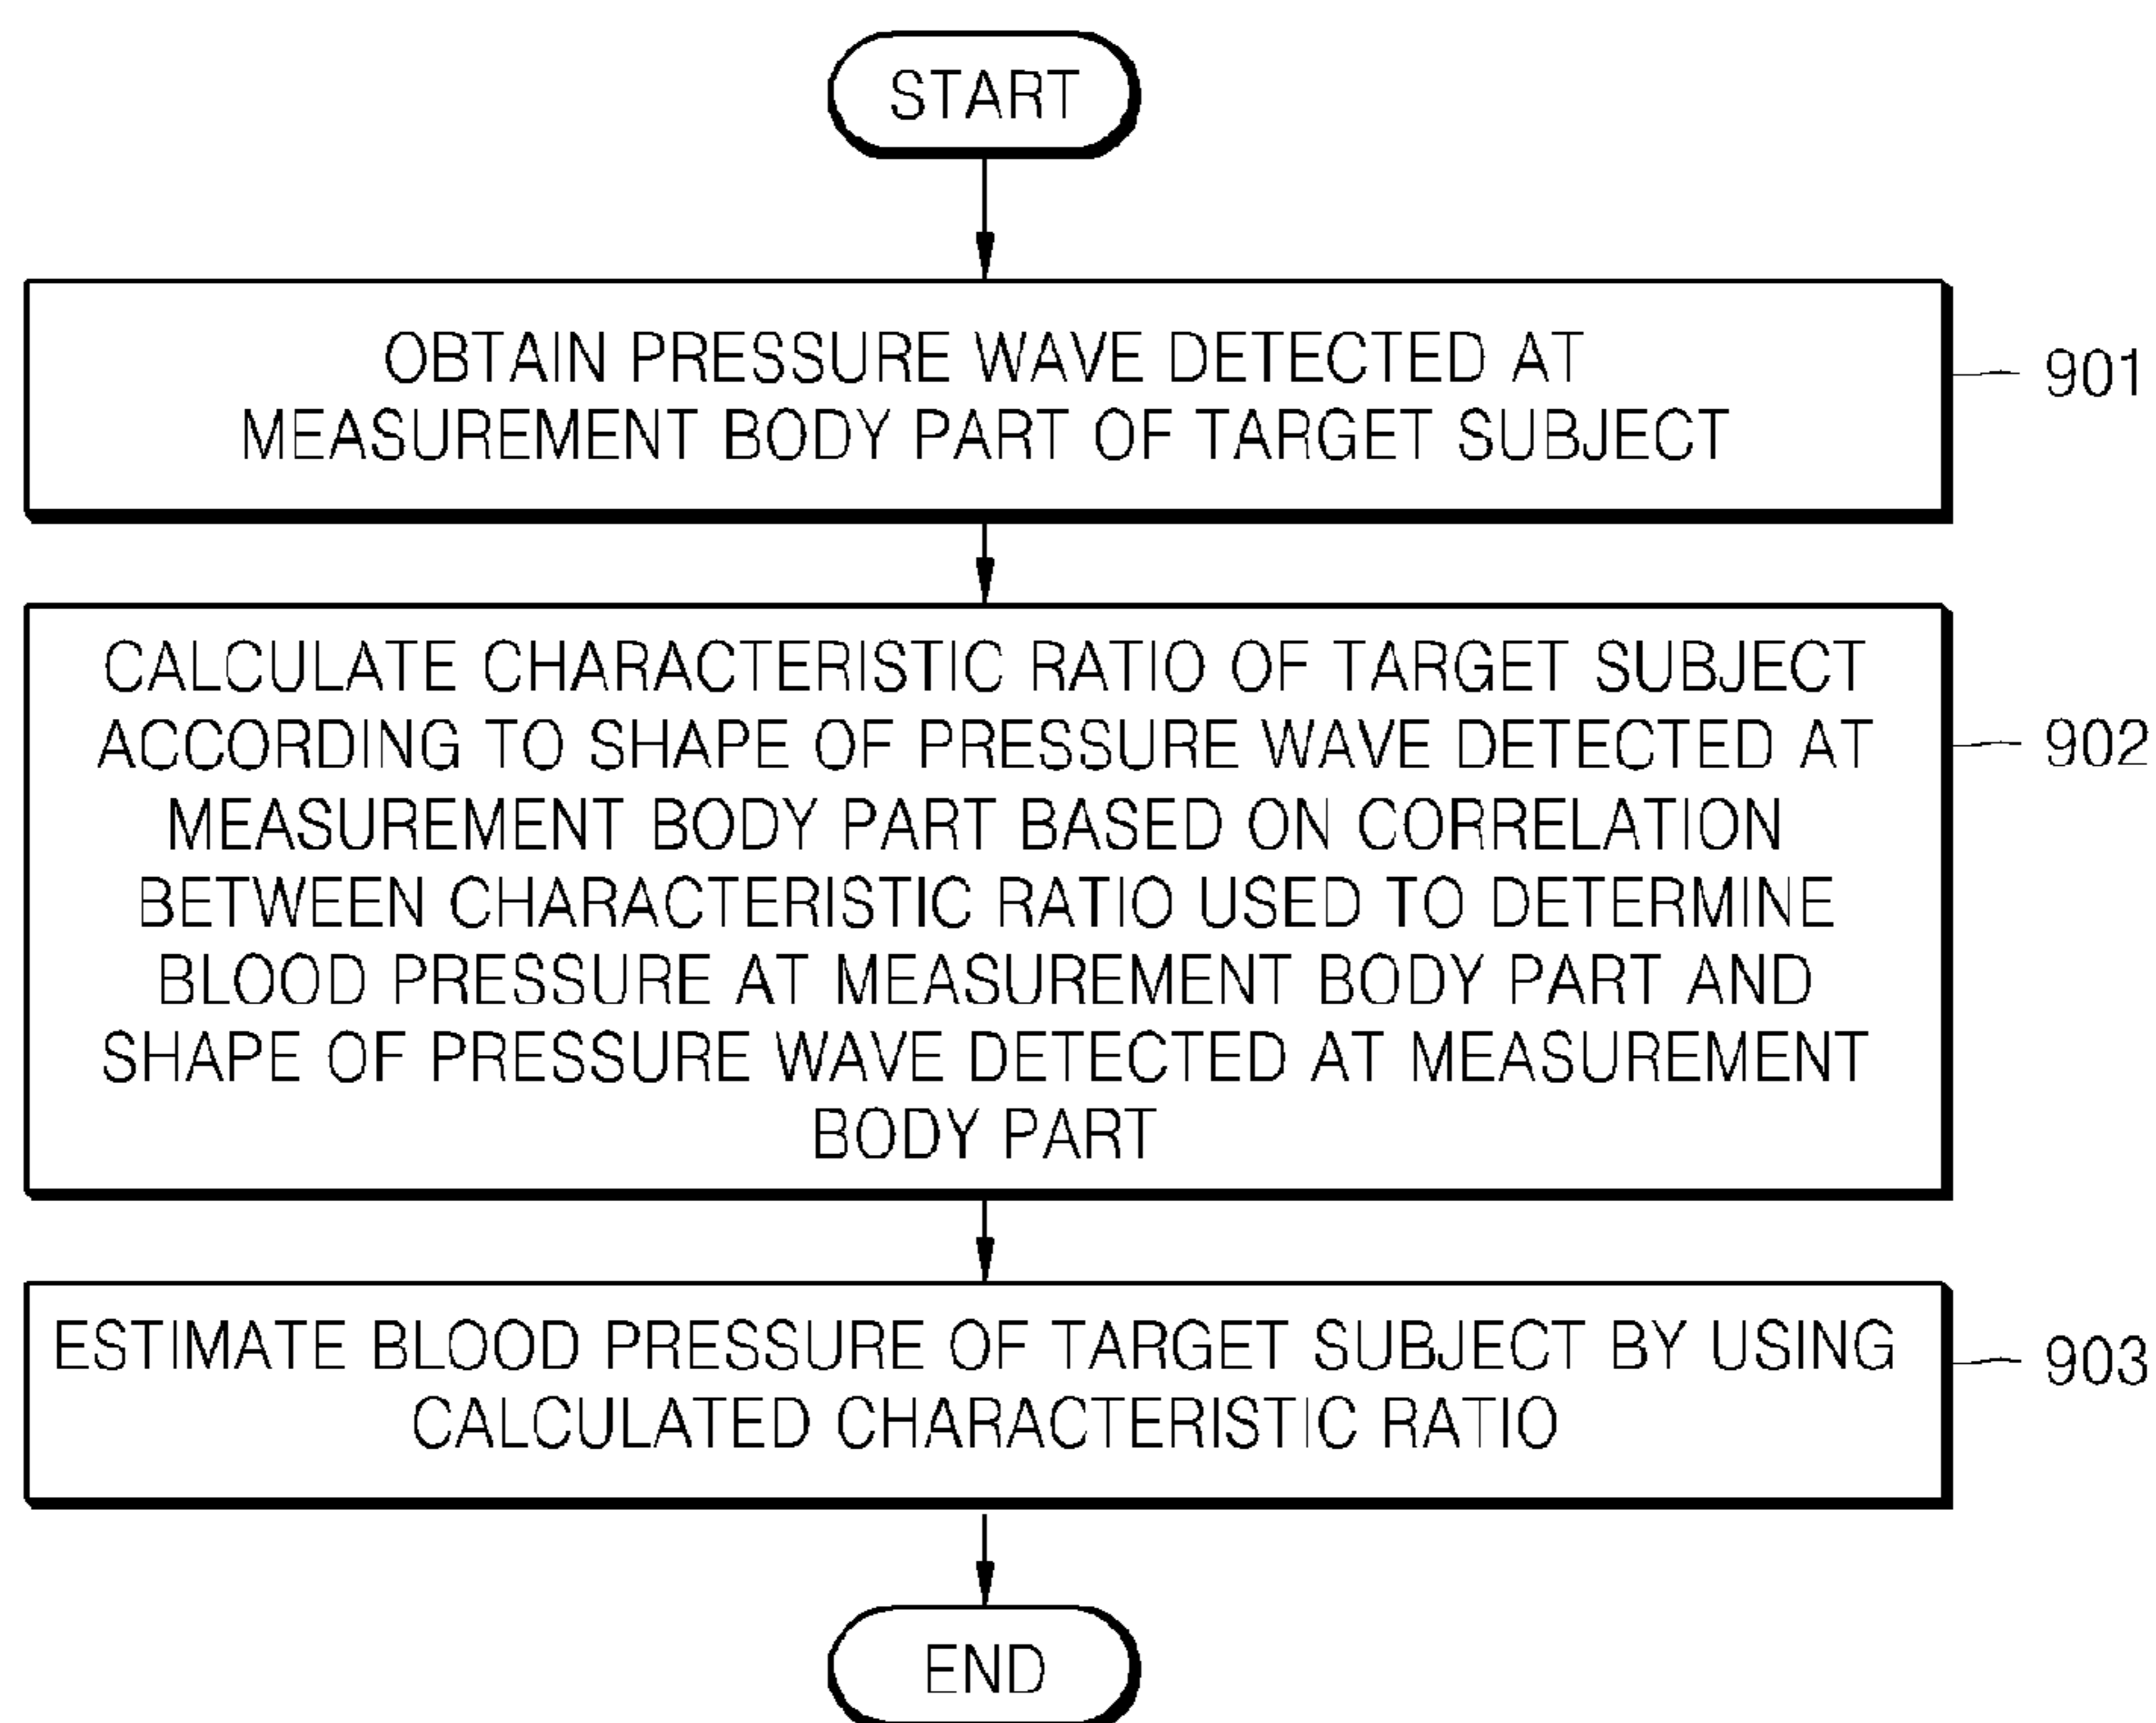 START
OBTAIN PRESSURE WAVE DETECTED AT
MEASUREMENT BODY PART OF TARGET SUBJECT
901
CALCULATE CHARACTERISTIC RATIO OF TARGET SUBJECT
ACCORDING TO SHAPE OF PRESSURE WAVE DETECTED AT
MEASUREMENT BODY PART BASED ON CORRELATION
BETWEEN CHARACTERISTIC RATIO USED TO DETERMINE
BLOOD PRESSURE AT MEASUREMENT BODY PART AND
SHAPE OF PRESSURE WAVE DETECTED AT MEASUREMENT
BODY PART
902
ESTIMATE BLOOD PRESSURE OF TARGET SUBJECT BY USING
CALCULATED CHARACTERISTIC RATIO
903
END